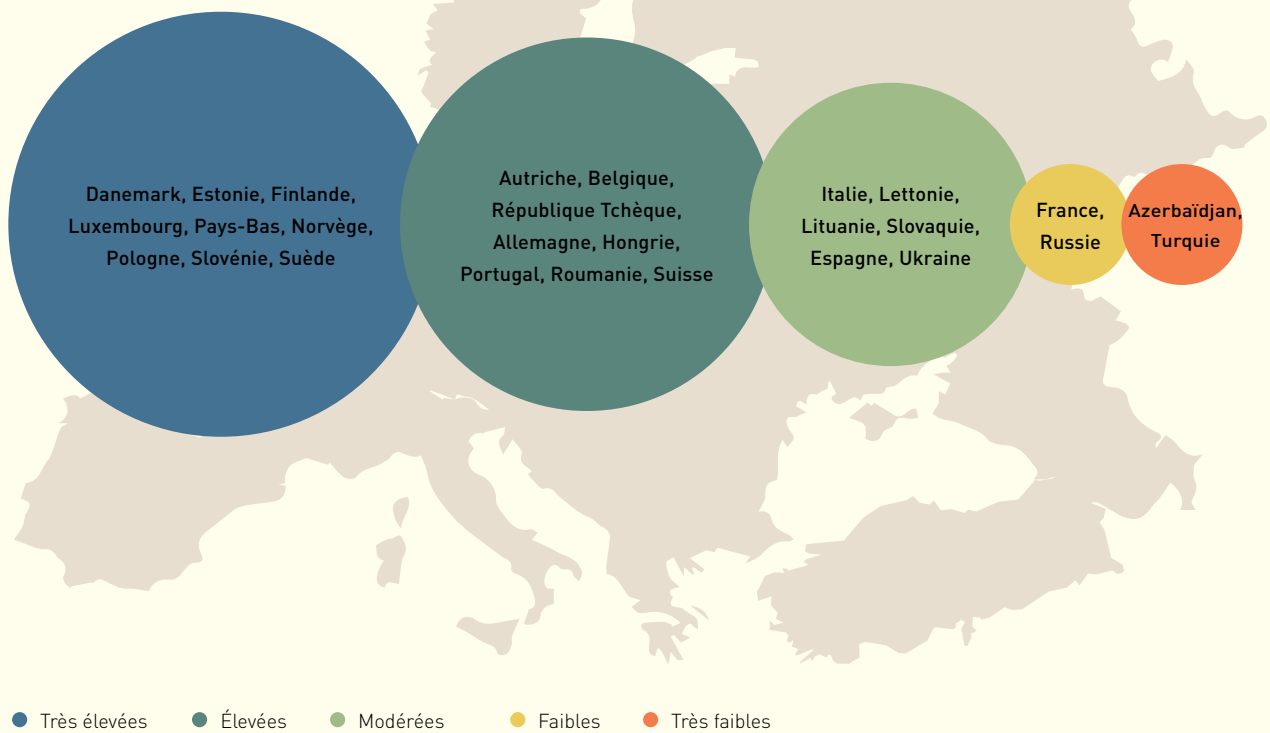 Danemark, Estonie, Finlande,
Luxembourg, Pays-Bas, Norvège,
Pologne, Slovénie, Suède
Autriche, Belgique,
République Tchèque,
Allemagne, Hongrie,
Portugal, Roumanie, Suisse
Italie, Lettonie,
Lituanie, Slovaquie,
Espagne, Ukraine
France,
Russie
Azerbaïdjan,
Turquie
Très élevées
Élevées
Modérées
Faibles
Très faibles